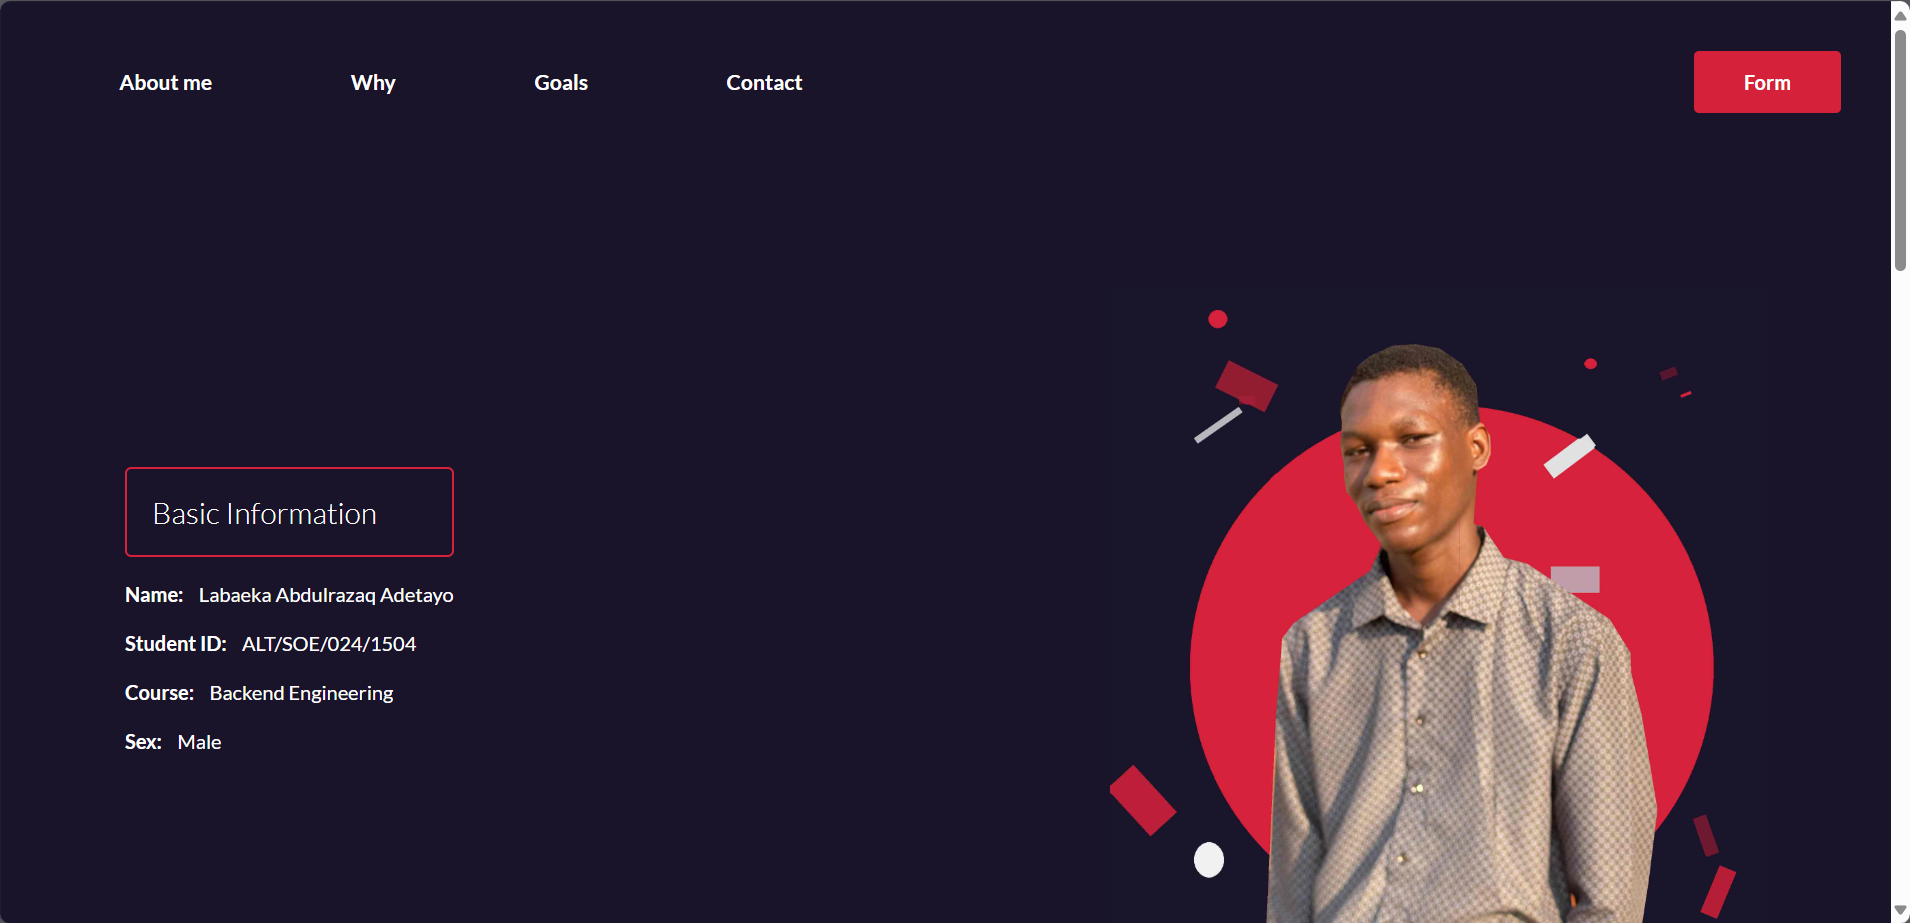 About me Why Goals Contact Form
Basic Information
Name: Labaeka Abdulrazaq Adetayo
Student ID: ALT/SOE/024/1504
Course: Backend Engineering
Sex: Male